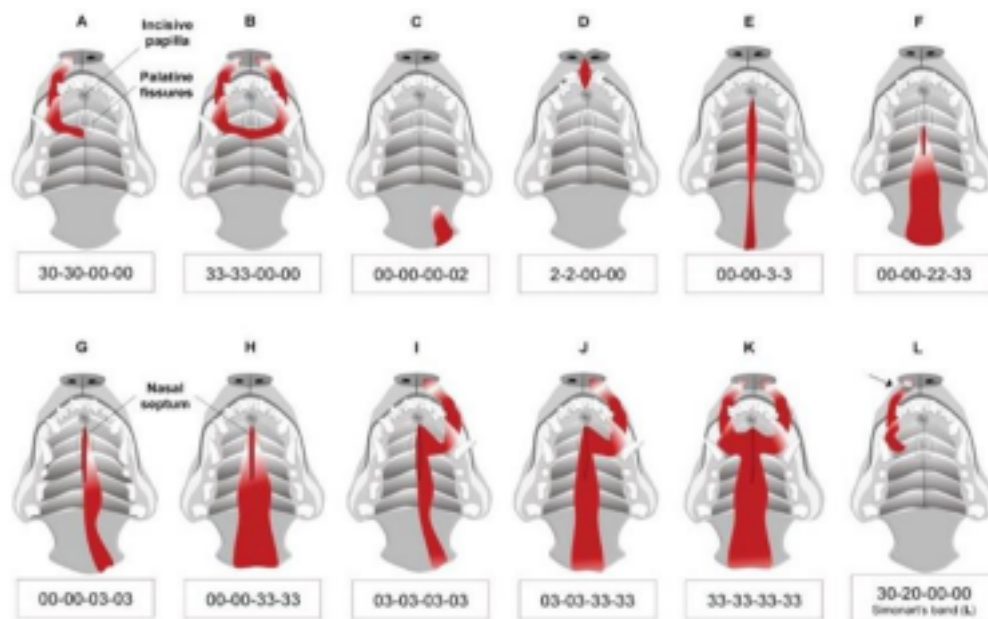 A
B
C
D
E
F
Incisive
papilla
Palatine
fissures
30-30-00-00
33-33-00-00
00-00-00-02
2-2-00-00
00-00-3-3
00-00-22-33
G
H
I
J
K
L
Nasal
septum
00-00-03-03
00-00-33-33
03-03-03-03
03-03-33-33
33-33-33-33
30-20-00-00
Simonart's band (L)